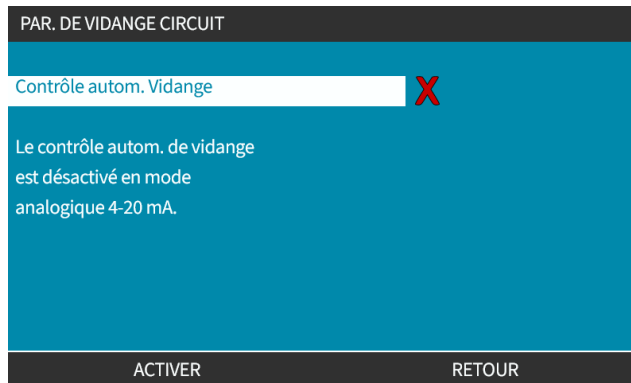 PAR. DE VIDANGE CIRCUIT
Contrôle autom. Vidange
Le contrôle autom. de vidange
est désactivé en mode
analogique 4-20 mA.
ACTIVER
RETOUR